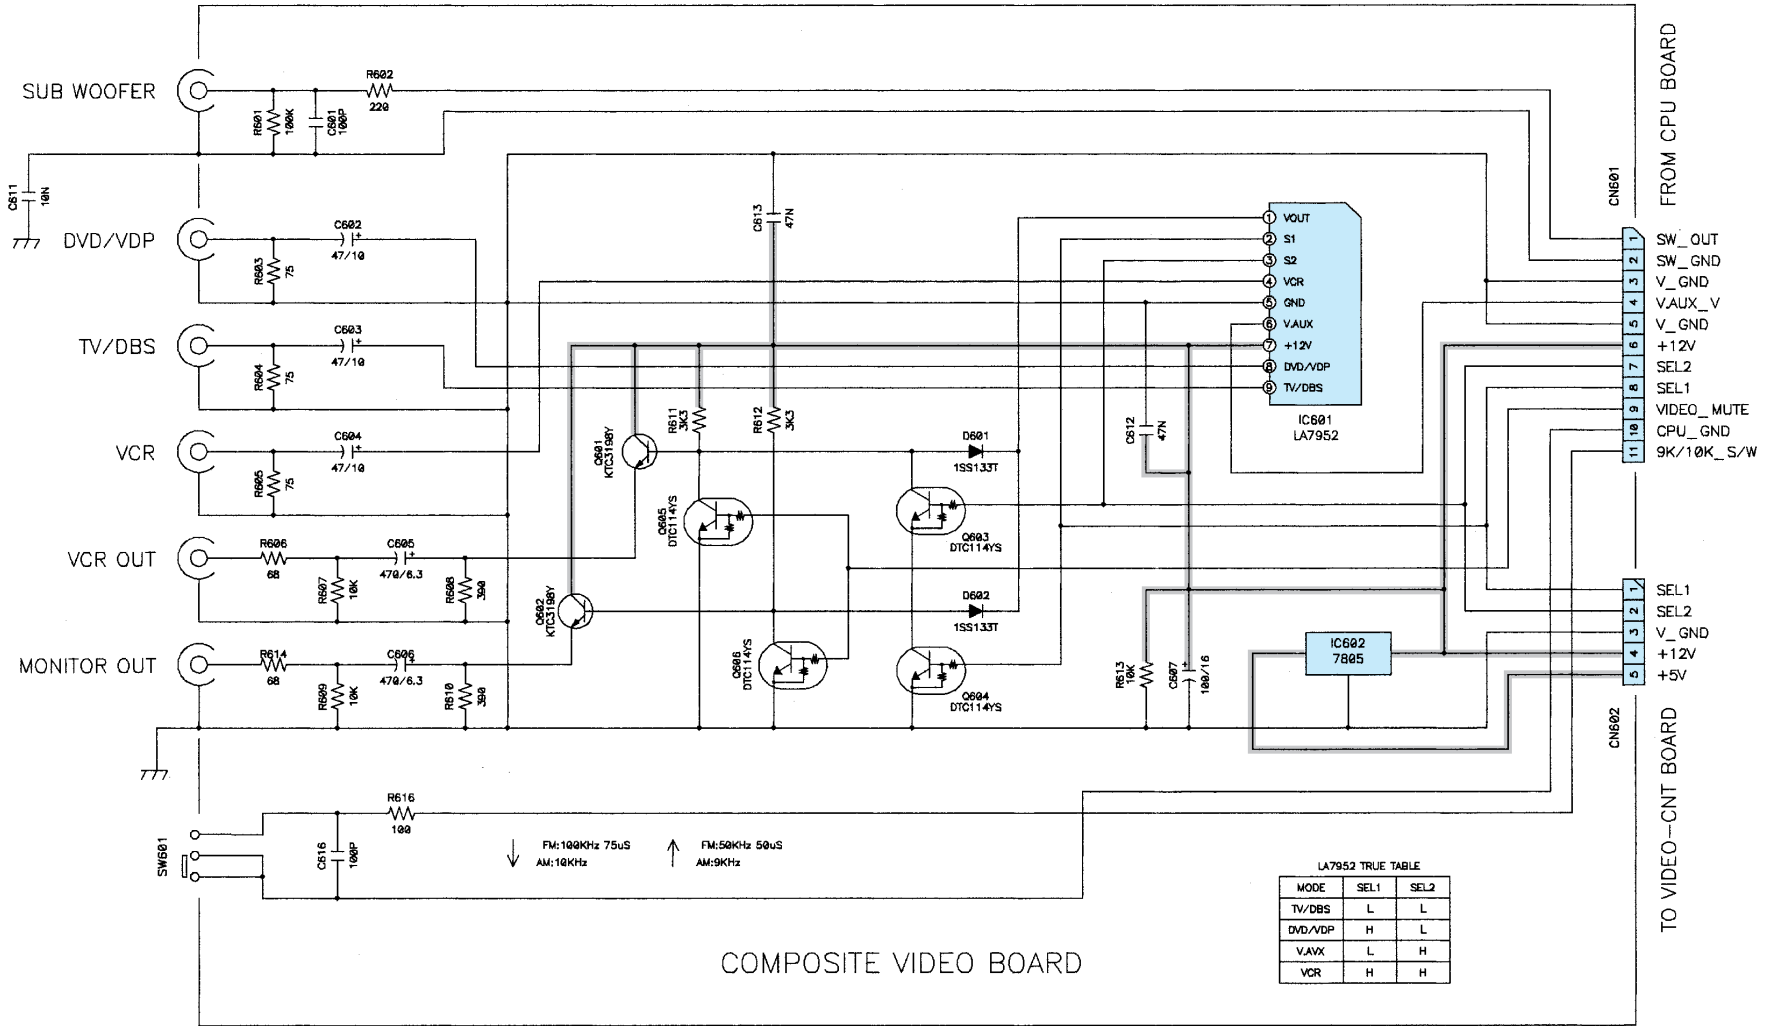 SUB WOOFER
R602
220
R601
100K
C601
100P
C611
10N
DVD/VDP
C602
47/10
R603
75
TV/DBS
C603
47/10
R604
75
VCR
C604
47/10
R605
75
VCR OUT
R606
68
C605
470/6.3
R607
10K
R608
390
MONITOR OUT
R614
68
C606
470/6.3
R609
10K
R610
390
C613
47N
R611
3K3
R612
3K3
Q601
KTC3198Y
Q602
KTC3198Y
Q605
DTC114YS
Q606
DTC114YS
D601
1SS133T
Q603
DTC114YS
D602
1SS133T
Q604
DTC114YS
C612
47N
R613
10K
C607
100/16
1 VOUT
2 S1
3 S2
4 VCR
5 GND
6 V.AUX
7 +12V
8 DVD/VDP
9 TV/DBS
IC601
LA7952
IC602
7805
FROM CPU BOARD
CN601
1 SW_OUT
2 SW_GND
3 V_GND
4 V.AUX_V
5 V_GND
6 +12V
7 SEL2
8 SEL1
9 VIDEO_MUTE
10 CPU_GND
11 9K/10K_S/W
1 SEL1
2 SEL2
3 V_GND
4 +12V
5 +5V
CN602
TO VIDEO-CNT BOARD
SW601
C616
100P
R616
100
↓ FM:100KHz 75uS
AM:10KHz
↑ FM:50KHz 50uS
AM:9KHz
LA7952 TRUE TABLE
MODE SEL1 SEL2
TV/DBS L L
DVD/VDP H L
V.AVX L H
VCR H H
COMPOSITE VIDEO BOARD